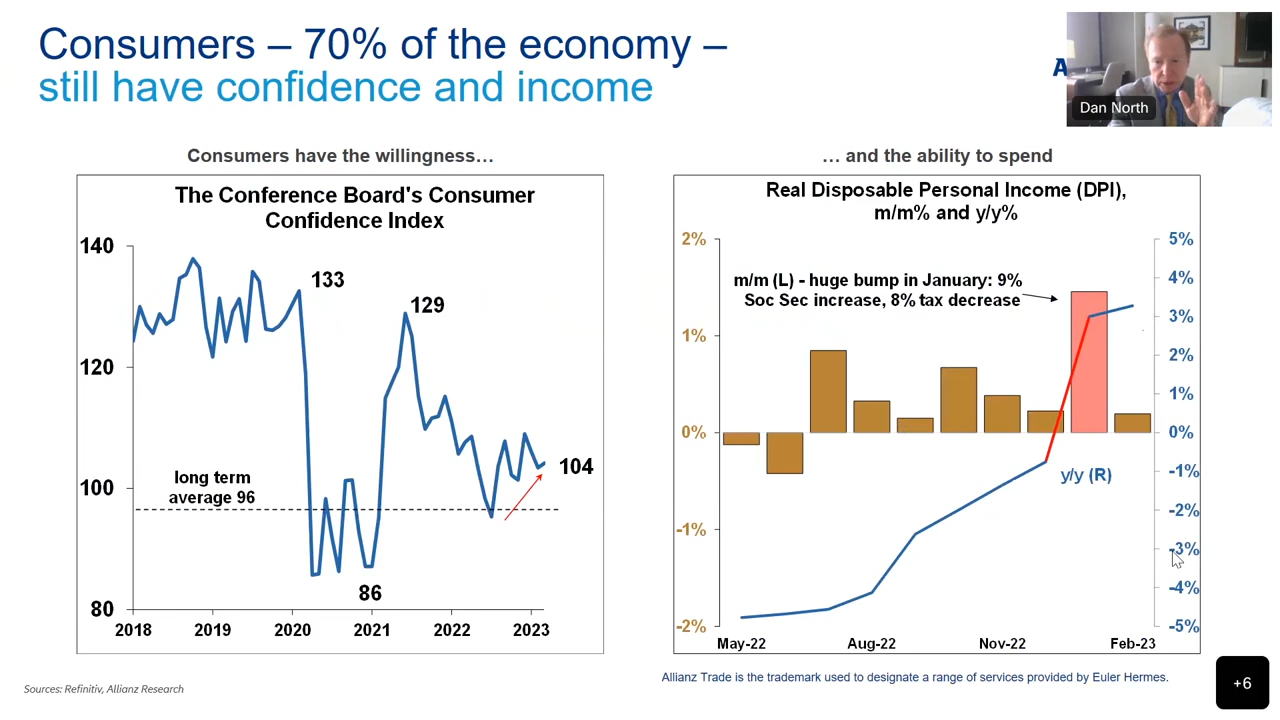 Consumers – 70% of the economy –
still have confidence and income
A
Dan North
Consumers have the willingness…
… and the ability to spend
The Conference Board's Consumer
Confidence Index
140
120
100
80
133
129
104
86
long term
average 96
2018 2019 2020 2021 2022 2023
Real Disposable Personal Income (DPI),
m/m% and y/y%
2%
1%
0%
-1%
-2%
m/m (L) - huge bump in January: 9%
Soc Sec increase, 8% tax decrease
y/y (R)
5%
4%
3%
2%
1%
0%
-1%
-2%
-3%
-4%
-5%
May-22 Aug-22 Nov-22 Feb-23
Sources: Refinitiv, Allianz Research
Allianz Trade is the trademark used to designate a range of services provided by Euler Hermes.
+6